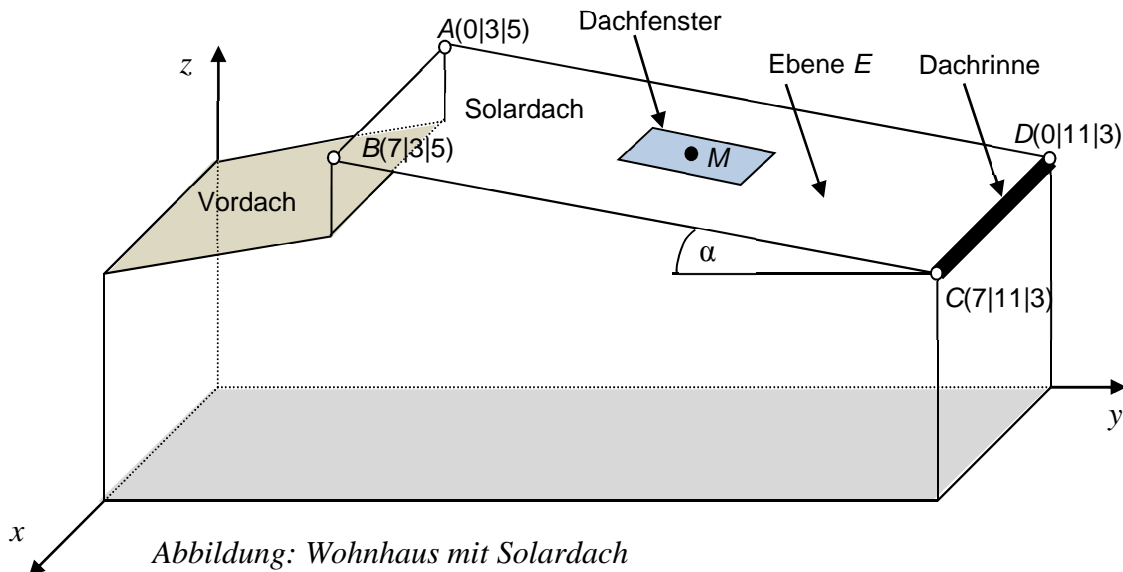 A(0|3|5)
Dachfenster
z
Ebene E
Dachrinne
Solardach
D(0|11|3)
B(7|3|5)
M
Vordach
α
C(7|11|3)
y
x
Abbildung: Wohnhaus mit Solardach